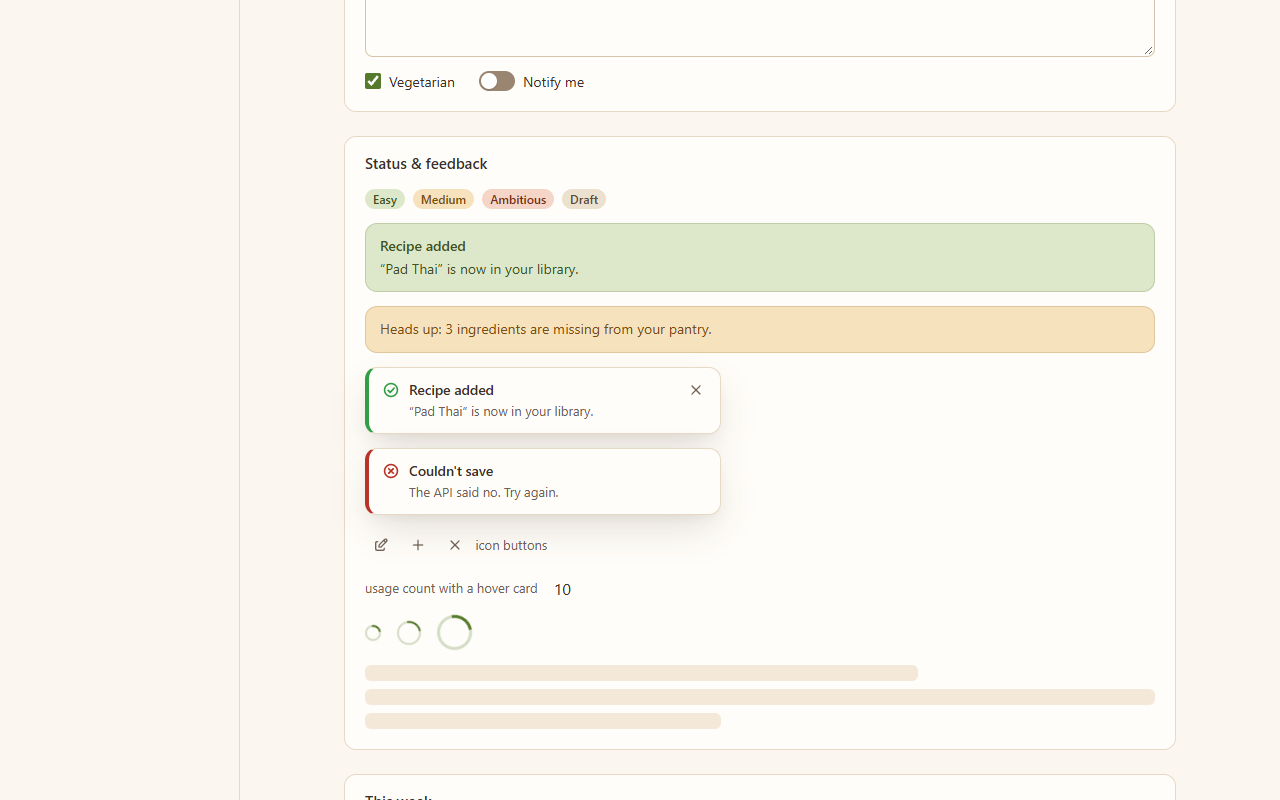 Vegetarian
Notify me
Status & feedback
Easy
Medium
Ambitious
Draft
Recipe added
“Pad Thai” is now in your library.
Heads up: 3 ingredients are missing from your pantry.
Recipe added
“Pad Thai” is now in your library.
Couldn't save
The API said no. Try again.
icon buttons
usage count with a hover card 10
This week